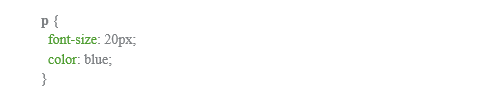 p {
  font-size: 20px;
  color: blue;
}